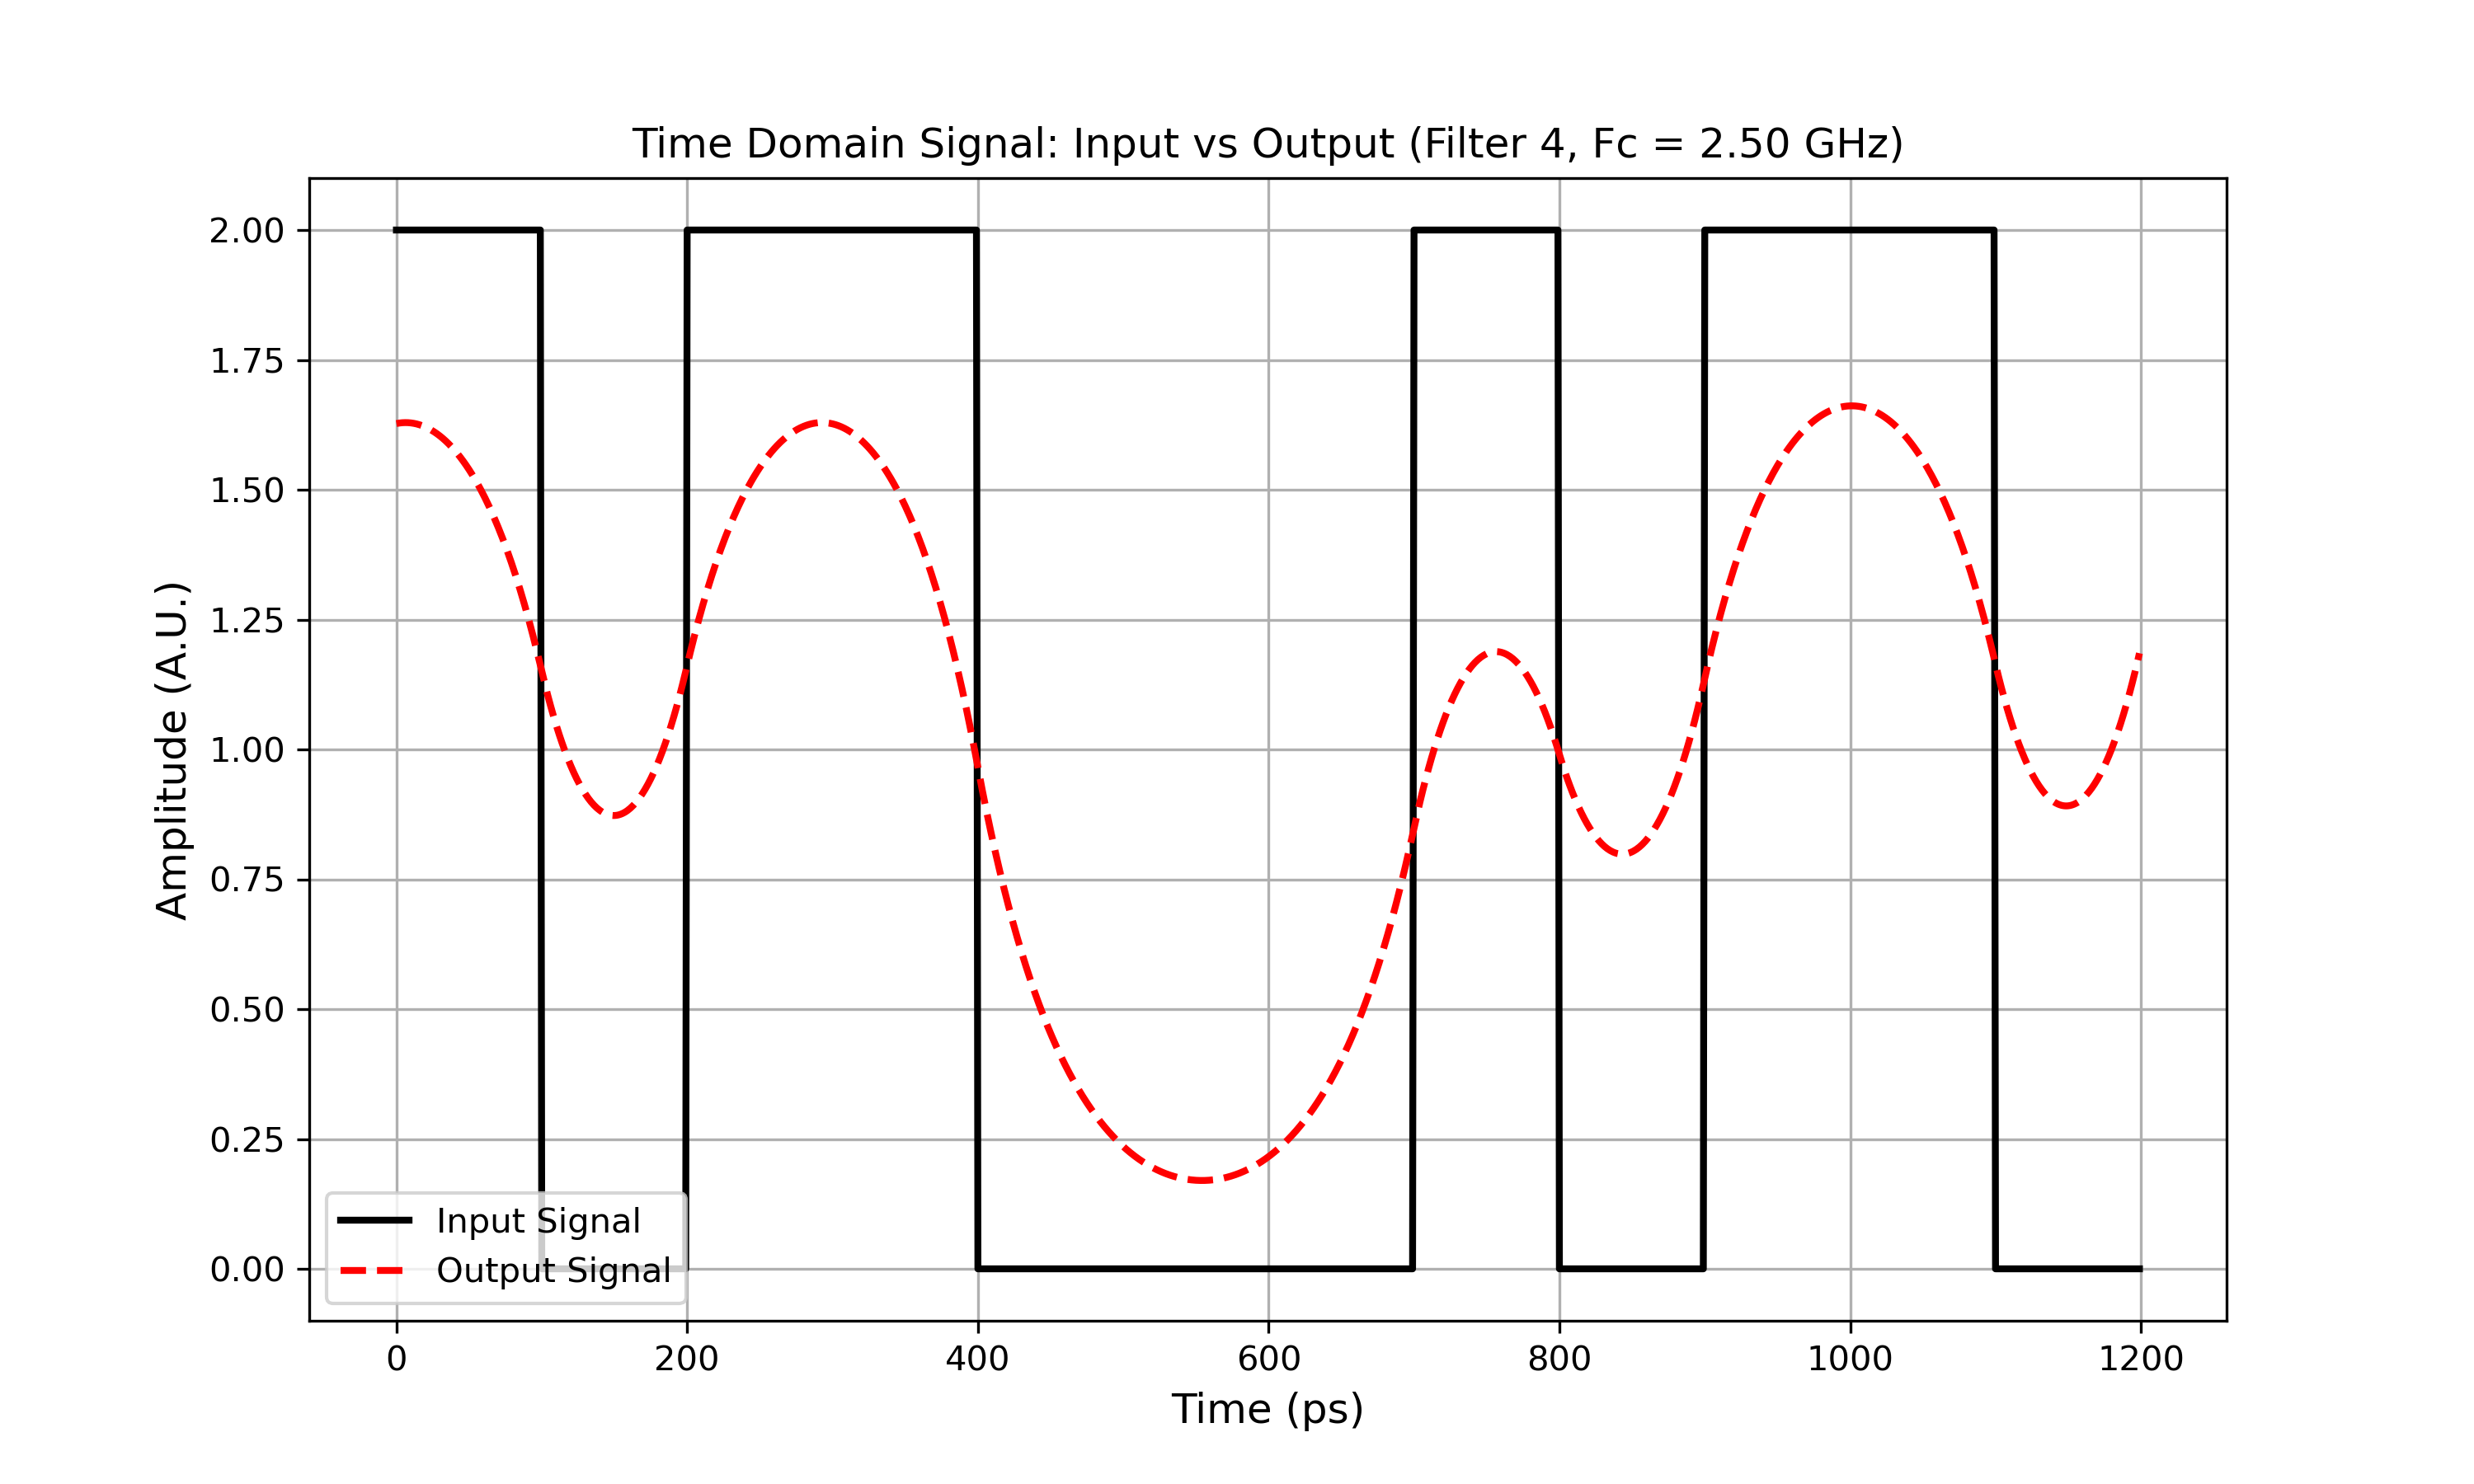 Time Domain Signal: Input vs Output (Filter 4, Fc = 2.50 GHz)
Amplitude (A.U.)
2.00
1.75
1.50
1.25
1.00
0.75
0.50
0.25
0.00
Input Signal
Output Signal
0 200 400 600 800 1000 1200
Time (ps)